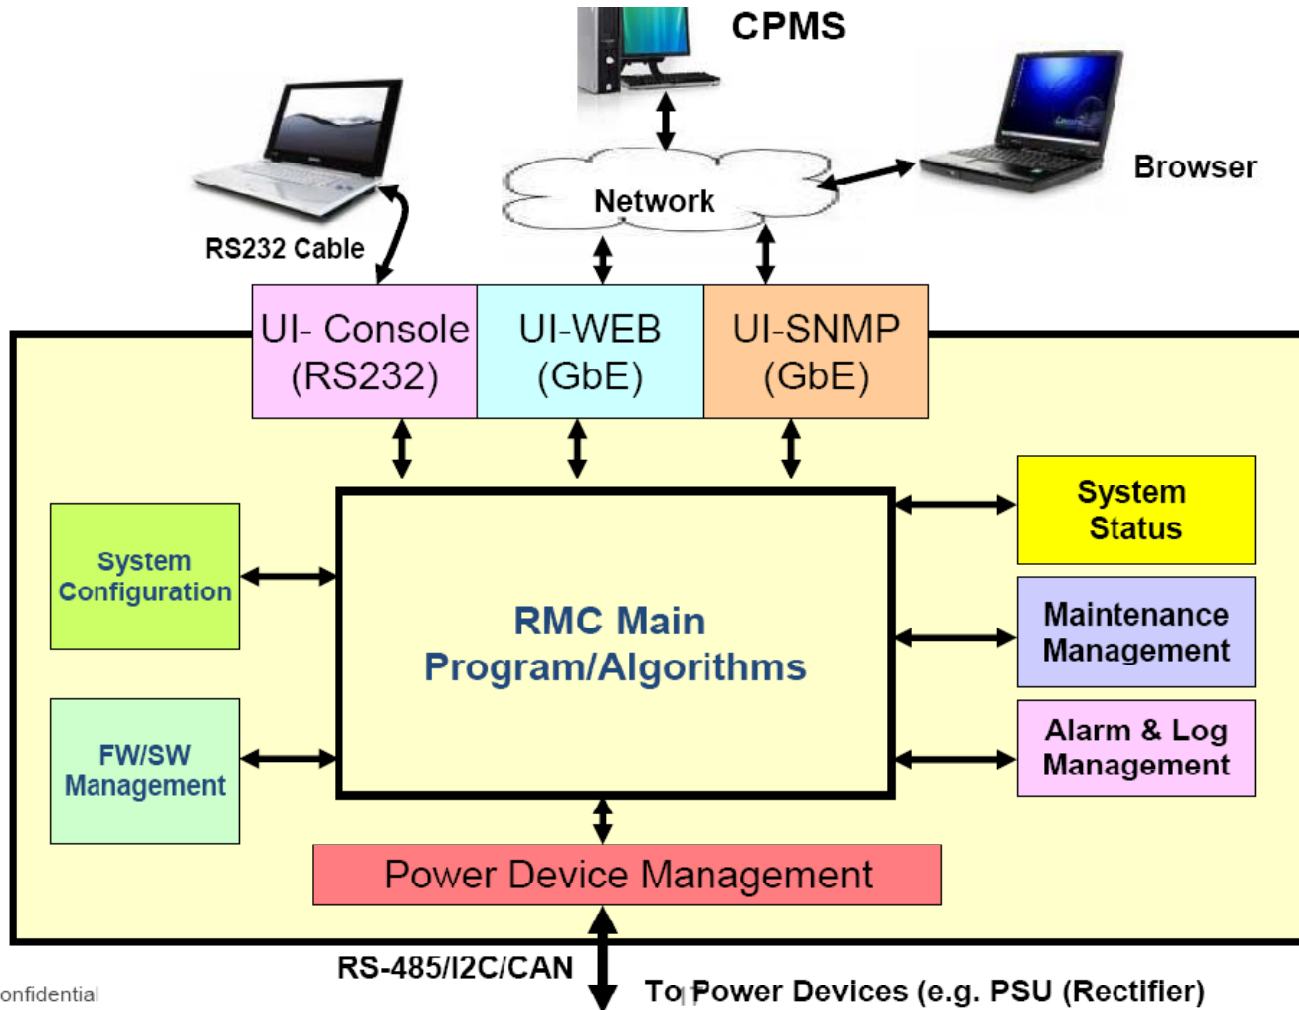 CPMS
Browser
Network
RS232 Cable
UI- Console
(RS232)
UI-WEB
(GbE)
UI-SNMP
(GbE)
System
Status
System
Configuration
RMC Main
Program/Algorithms
Maintenance
Management
FW/SW
Management
Alarm & Log
Management
Power Device Management
RS-485/I2C/CAN
onfidential
To Power Devices (e.g. PSU (Rectifier)